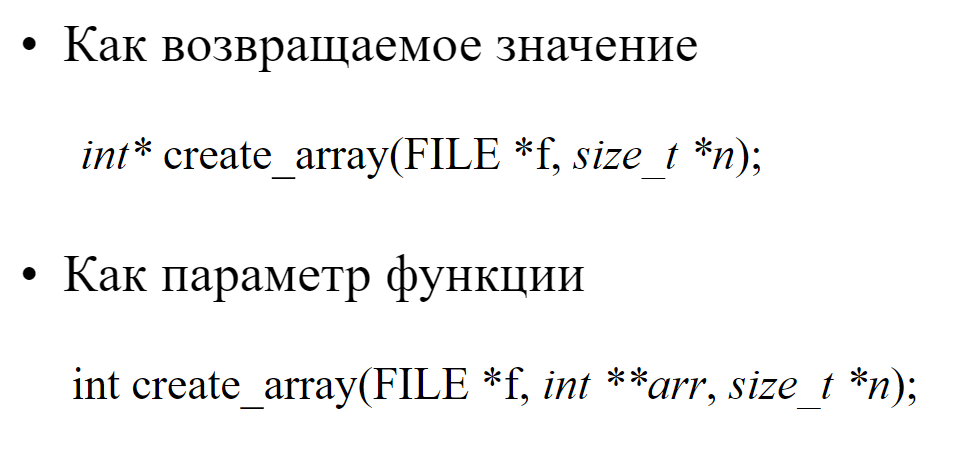 • Как возвращаемое значение
int* create_array(FILE *f, size_t *n);
• Как параметр функции
int create_array(FILE *f, int **arr, size_t *n);